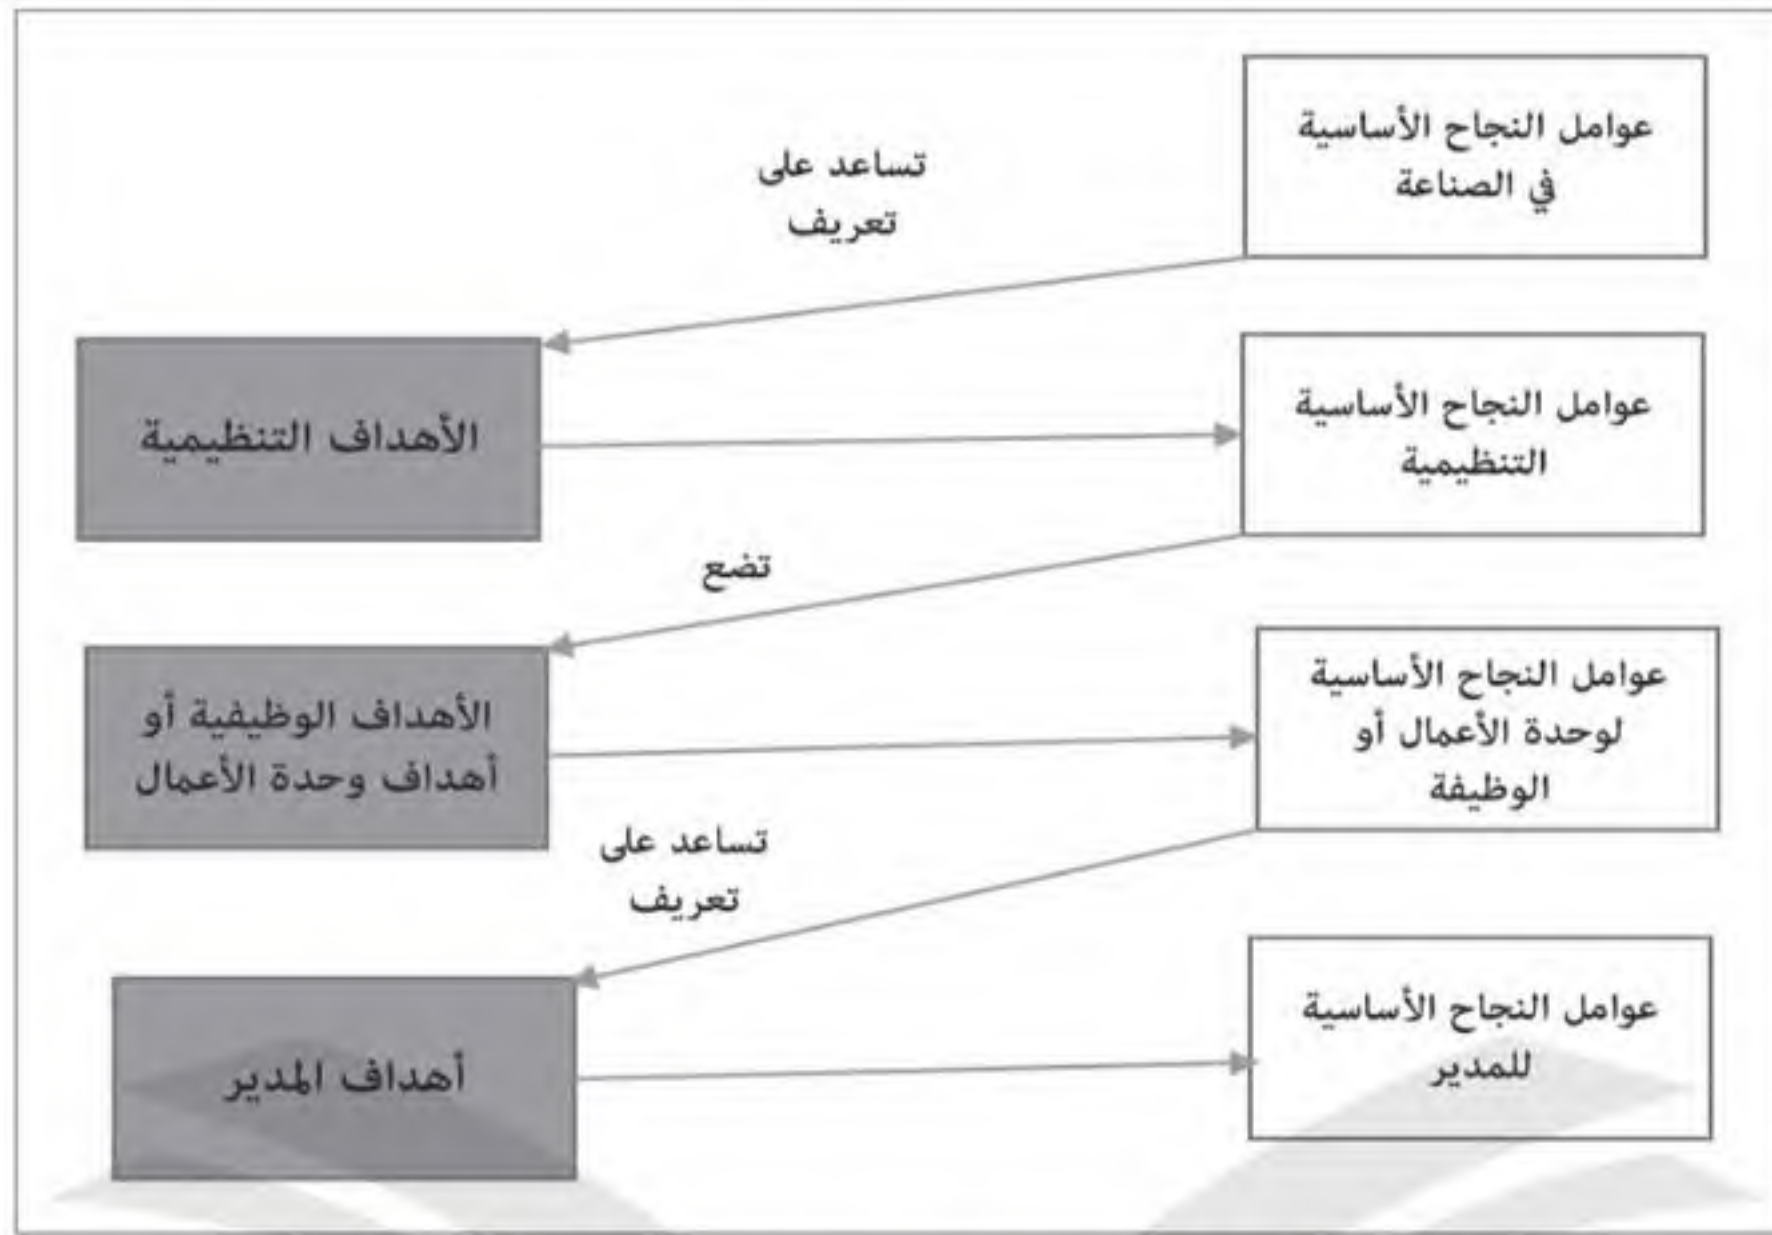 عوامل النجاح الأساسية
في الصناعة
تساعد على
تعريف
الأهداف التنظيمية
عوامل النجاح الأساسية
التنظيمية
تضع
الأهداف الوظيفية أو
أهداف وحدة الأعمال
عوامل النجاح الأساسية
لوحدة الأعمال أو
الوظيفة
تساعد على
تعريف
أهداف المدير
عوامل النجاح الأساسية
للمدير